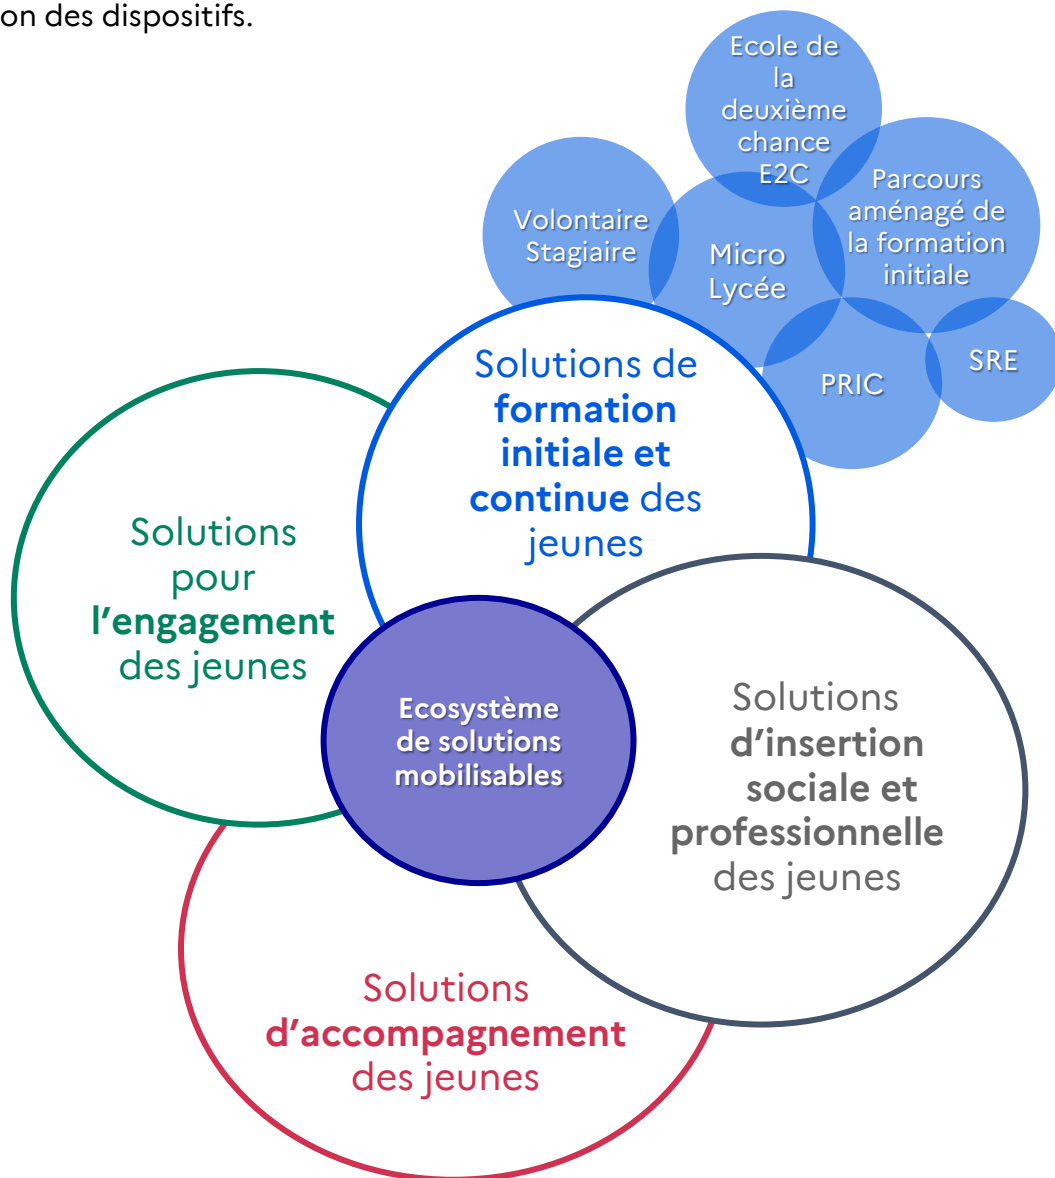 on des dispositifs.
Ecole de
la
deuxième
chance
E2C
Parcours
aménagé de
la formation
initiale
Volontaire
Stagiaire
Micro
Lycée
SRE
PRIC
Solutions de
formation
initiale et
continue des
jeunes
Solutions
pour
l’engagement
des jeunes
Ecosystème
de solutions
mobilisables
Solutions
d’insertion
sociale et
professionnelle
des jeunes
Solutions
d’accompagnement
des jeunes